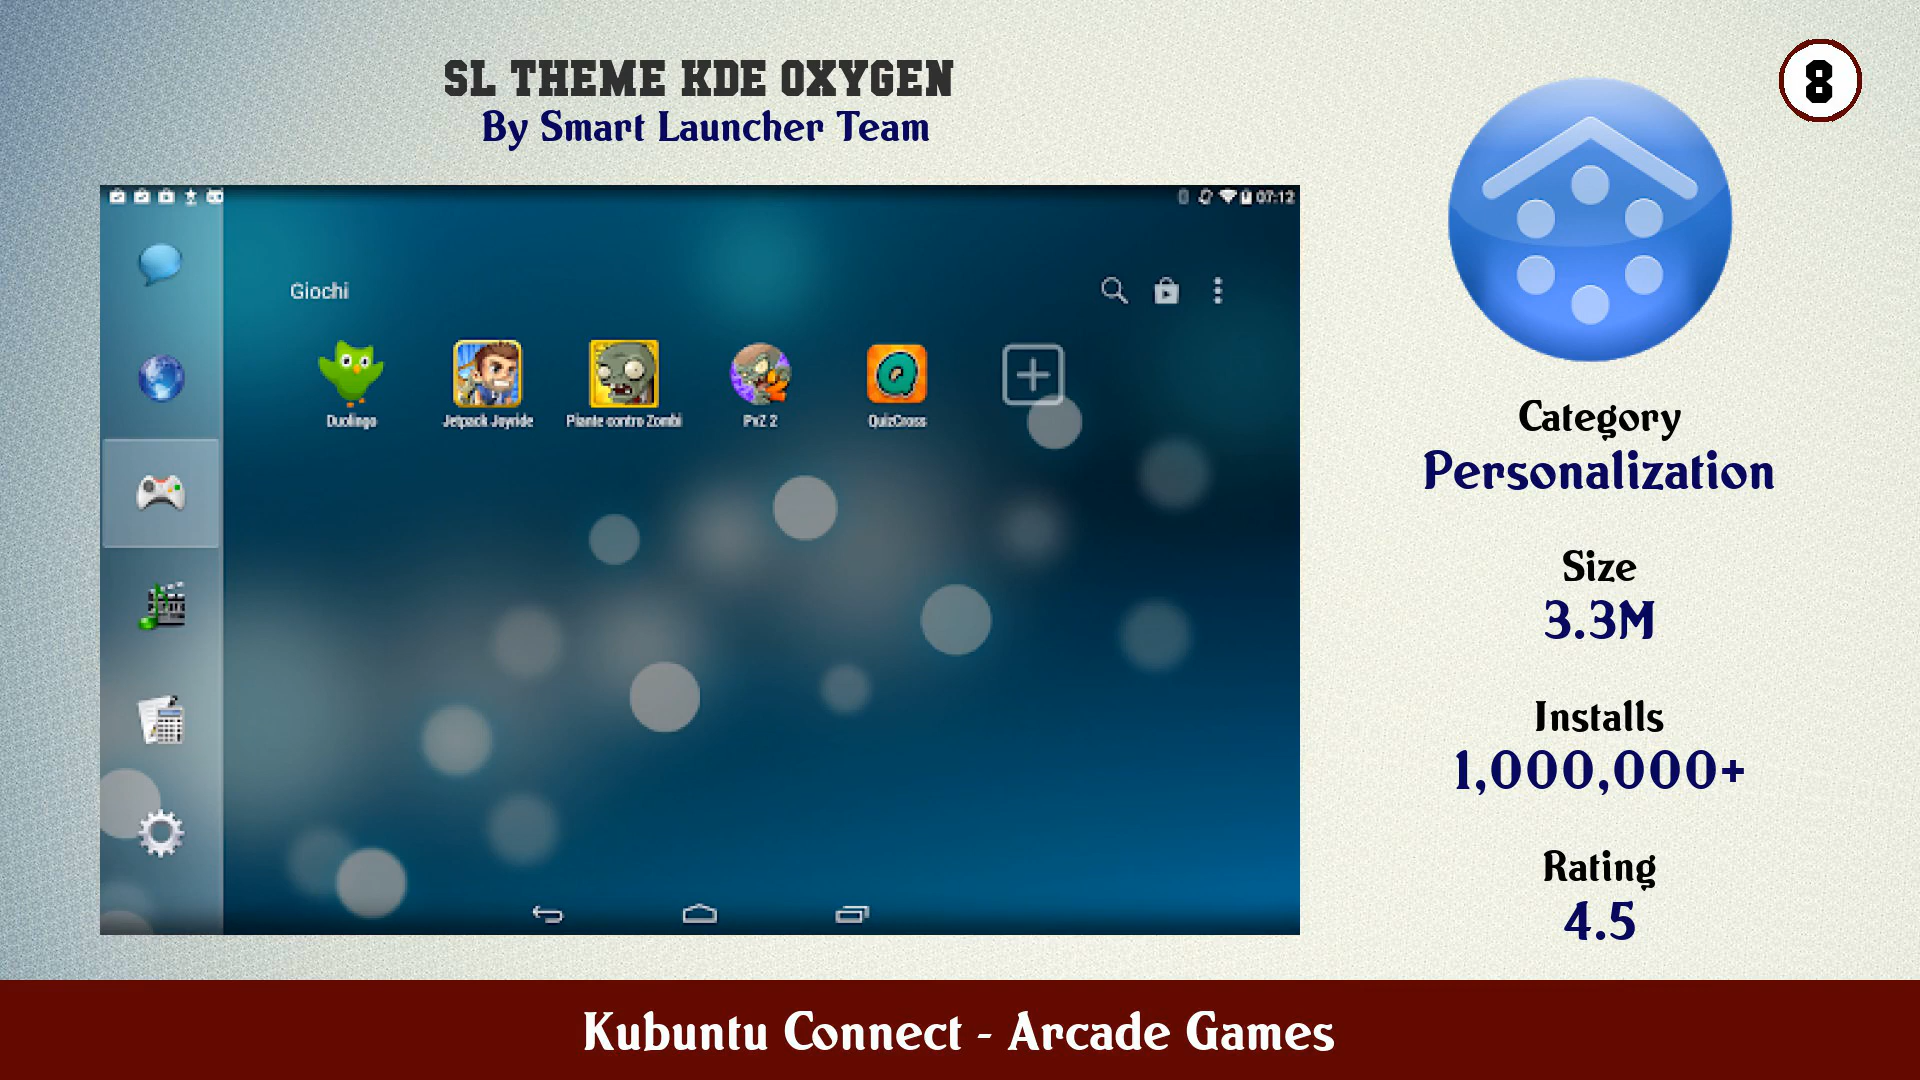 SL THEME KDE OXYGEN
By Smart Launcher Team
8
07:12
Giochi
Duolingo
Jetpack Joyride
Piante contro Zombi
PvZ 2
QuizCross
Category
Personalization
Size
3.3M
Installs
1,000,000+
Rating
4.5
Kubuntu Connect - Arcade Games